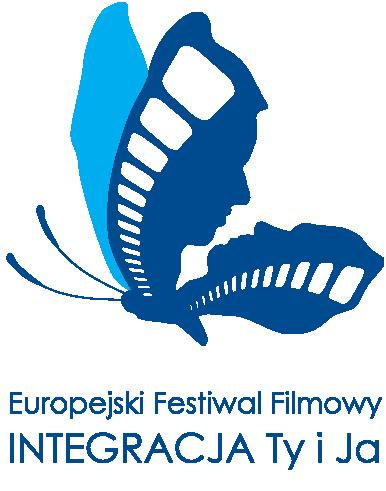 Europejski Festiwal Filmowy
INTEGRACJA Ty i Ja